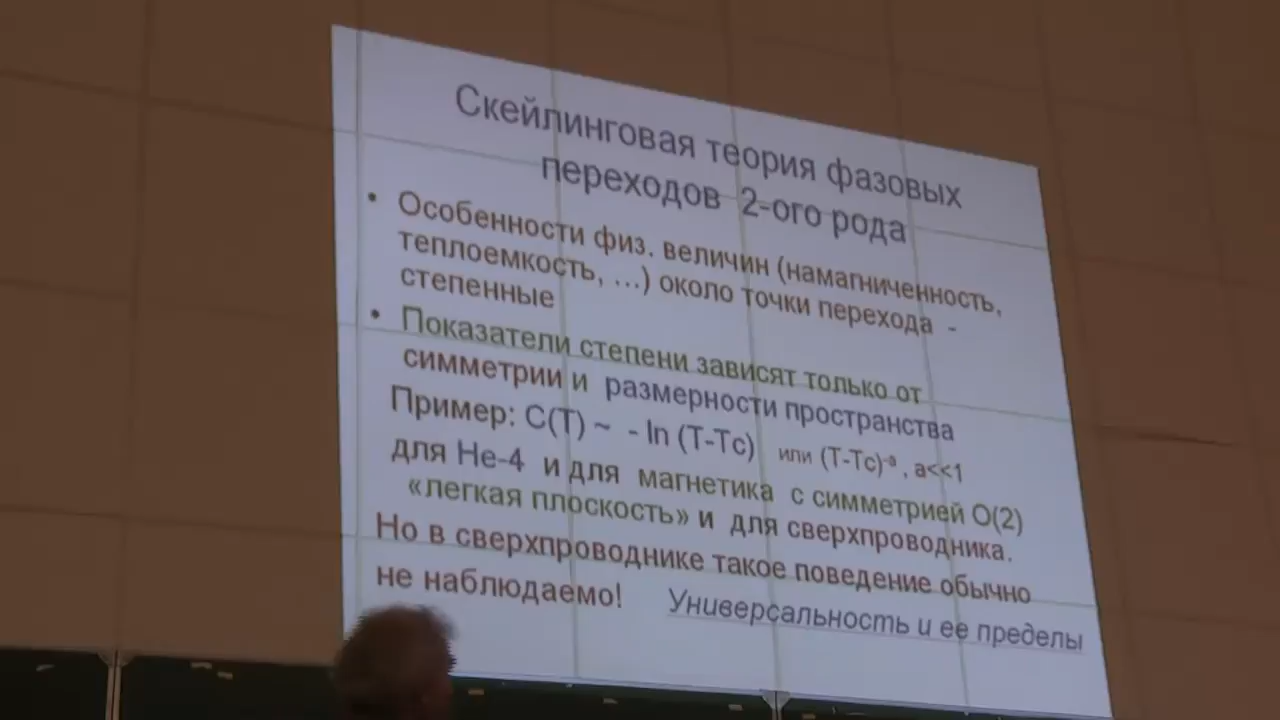 Скейлинговая теория фазовых
переходов 2-ого рода
• Особенности физ. величин (намагниченность,
теплоемкость, ...) около точки перехода -
степенные
• Показатели степени зависят только от
симметрии и размерности пространства
Пример: C(T) ~ - ln (T-Tc) или (T-Tc)⁻ᵃ , a<<1
для Не-4 и для магнетика с симметрией O(2)
«легкая плоскость» и для сверхпроводника.
Но в сверхпроводнике такое поведение обычно
не наблюдаемо! Универсальность и ее пределы